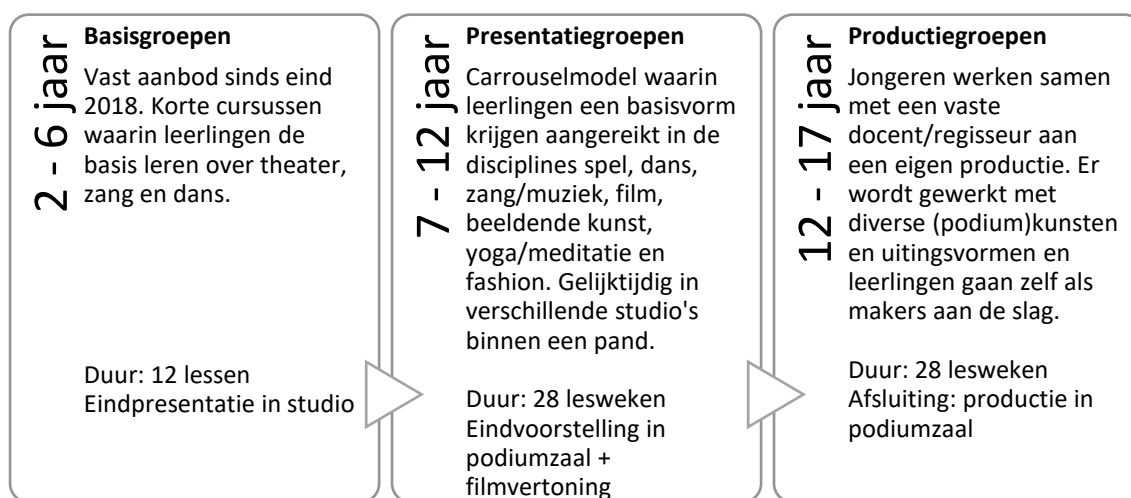 2 - 6 jaar
Basisgroepen
Vast aanbod sinds eind
2018. Korte cursussen
waarin leerlingen de
basis leren over theater,
zang en dans.
Duur: 12 lessen
Eindpresentatie in studio
7 - 12 jaar
Presentatiegroepen
Carrouselmodel waarin
leerlingen een basisvorm
krijgen aangereikt in de
disciplines spel, dans,
zang/muziek, film,
beeldende kunst,
yoga/meditatie en
fashion. Gelijktijdig in
verschillende studio's
binnen een pand.
Duur: 28 lesweken
Eindvoorstelling in
podiumzaal +
filmvertoning
12 - 17 jaar
Productiegroepen
Jongeren werken samen
met een vaste
docent/regisseur aan
een eigen productie. Er
wordt gewerkt met
diverse (podium)kunsten
en uitingsvormen en
leerlingen gaan zelf als
makers aan de slag.
Duur: 28 lesweken
Afsluiting: productie in
podiumzaal